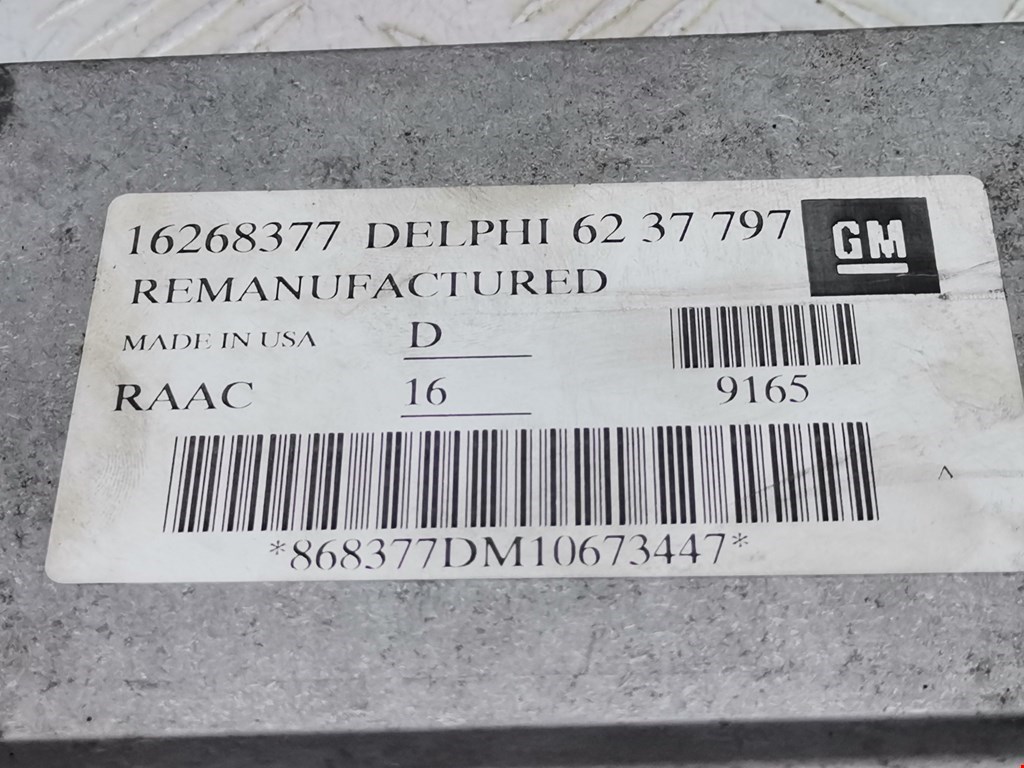 16268377 DELPHI 62 37 797 GM
REMANUFACTURED
MADE IN USA D
RAAC 16 9165
*868377DM10673447*